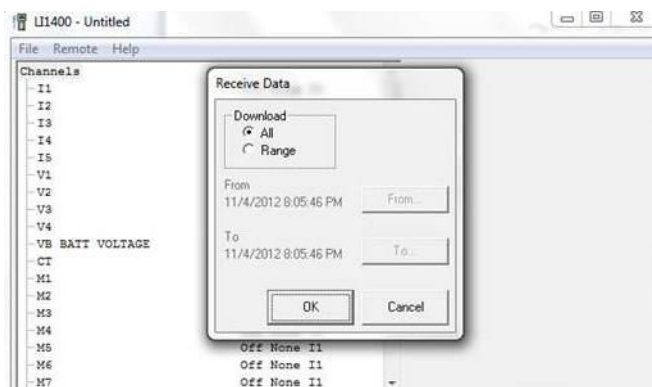 LI1400 - Untitled
File Remote Help
Channels
I1
I2
I3
I4
I5
V1
V2
V3
V4
VB BATT VOLTAGE
CT
M1
M2
M3
M4
M5 Off None I1
M6 Off None I1
M7 Off None I1
Receive Data
Download
All
Range
From
11/4/2012 8:05:46 PM From...
To
11/4/2012 8:05:46 PM To...
OK Cancel